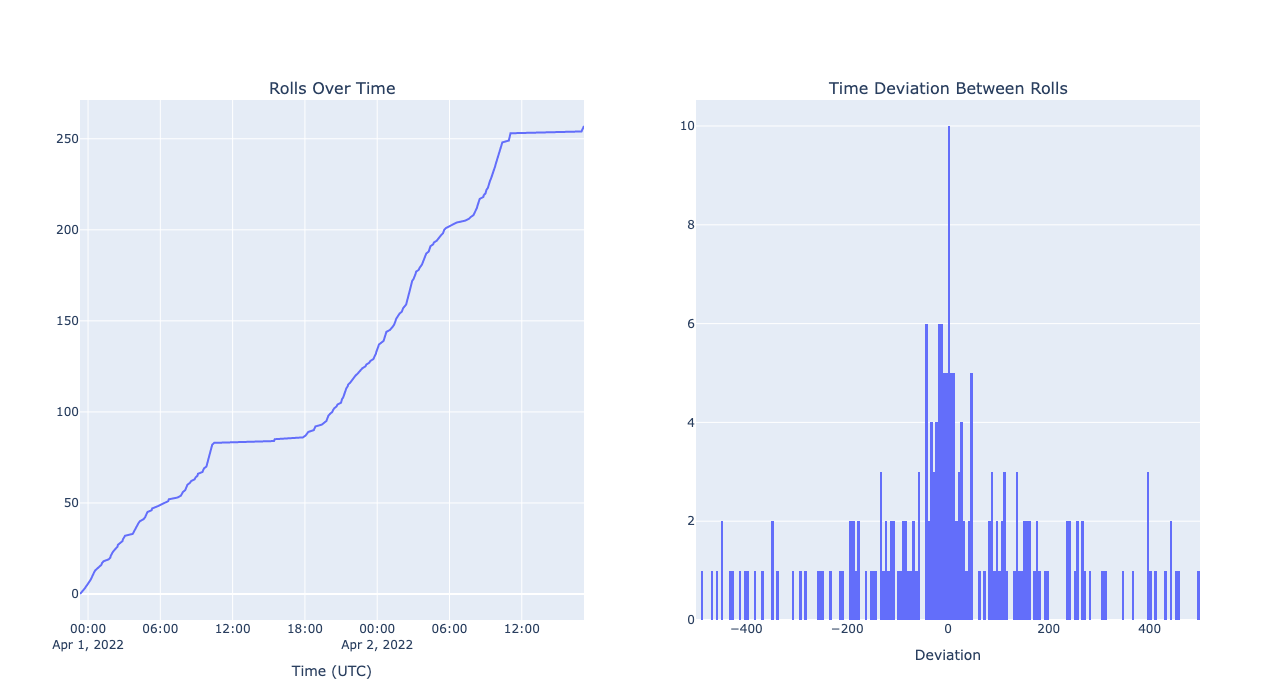 Rolls Over Time
250
200
150
100
50
0
00:00 06:00 12:00 18:00 00:00 06:00 12:00
Apr 1, 2022 Apr 2, 2022
Time (UTC)
Time Deviation Between Rolls
10
8
6
4
2
0
−400 −200 0 200 400
Deviation